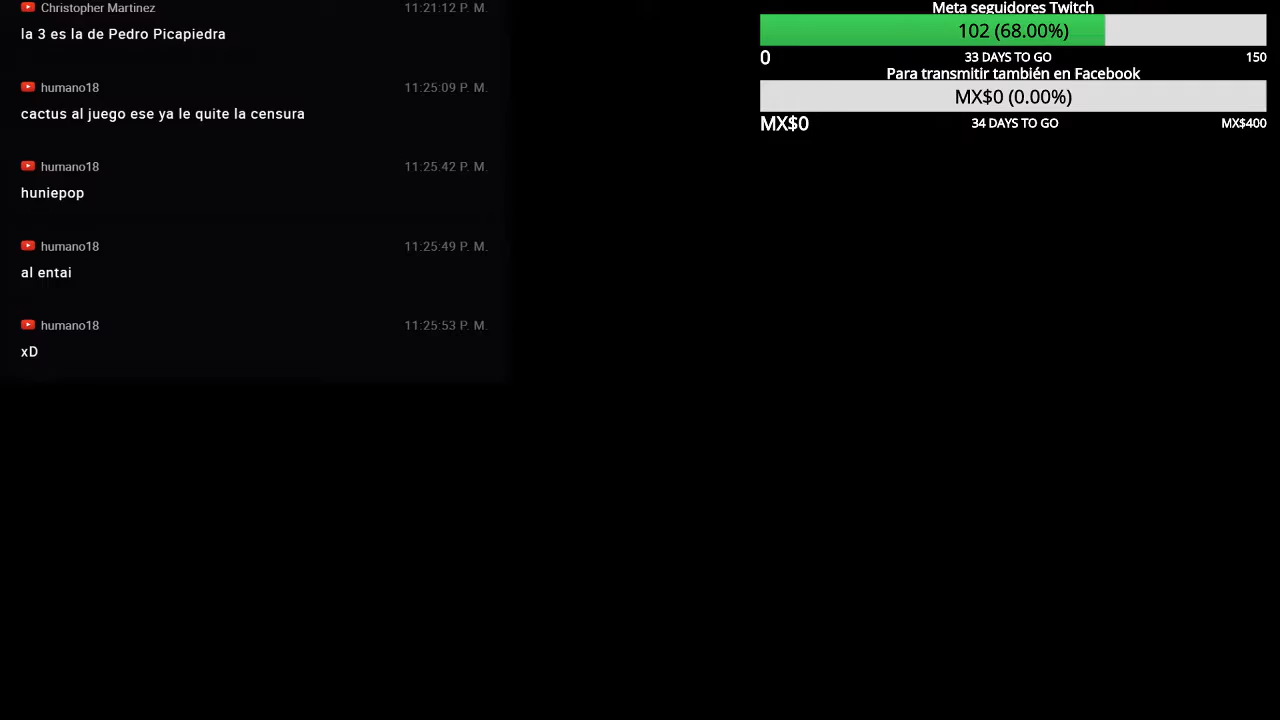 Christopher Martinez 11:21:12 P. M.
la 3 es la de Pedro Picapiedra
humano18 11:25:09 P. M.
cactus al juego ese ya le quite la censura
humano18 11:25:42 P. M.
huniepop
humano18 11:25:49 P. M.
al entai
humano18 11:25:53 P. M.
xD
Meta seguidores Twitch
102 (68.00%)
0 33 DAYS TO GO 150
Para transmitir también en Facebook
MX$0 (0.00%)
MX$0 34 DAYS TO GO MX$400